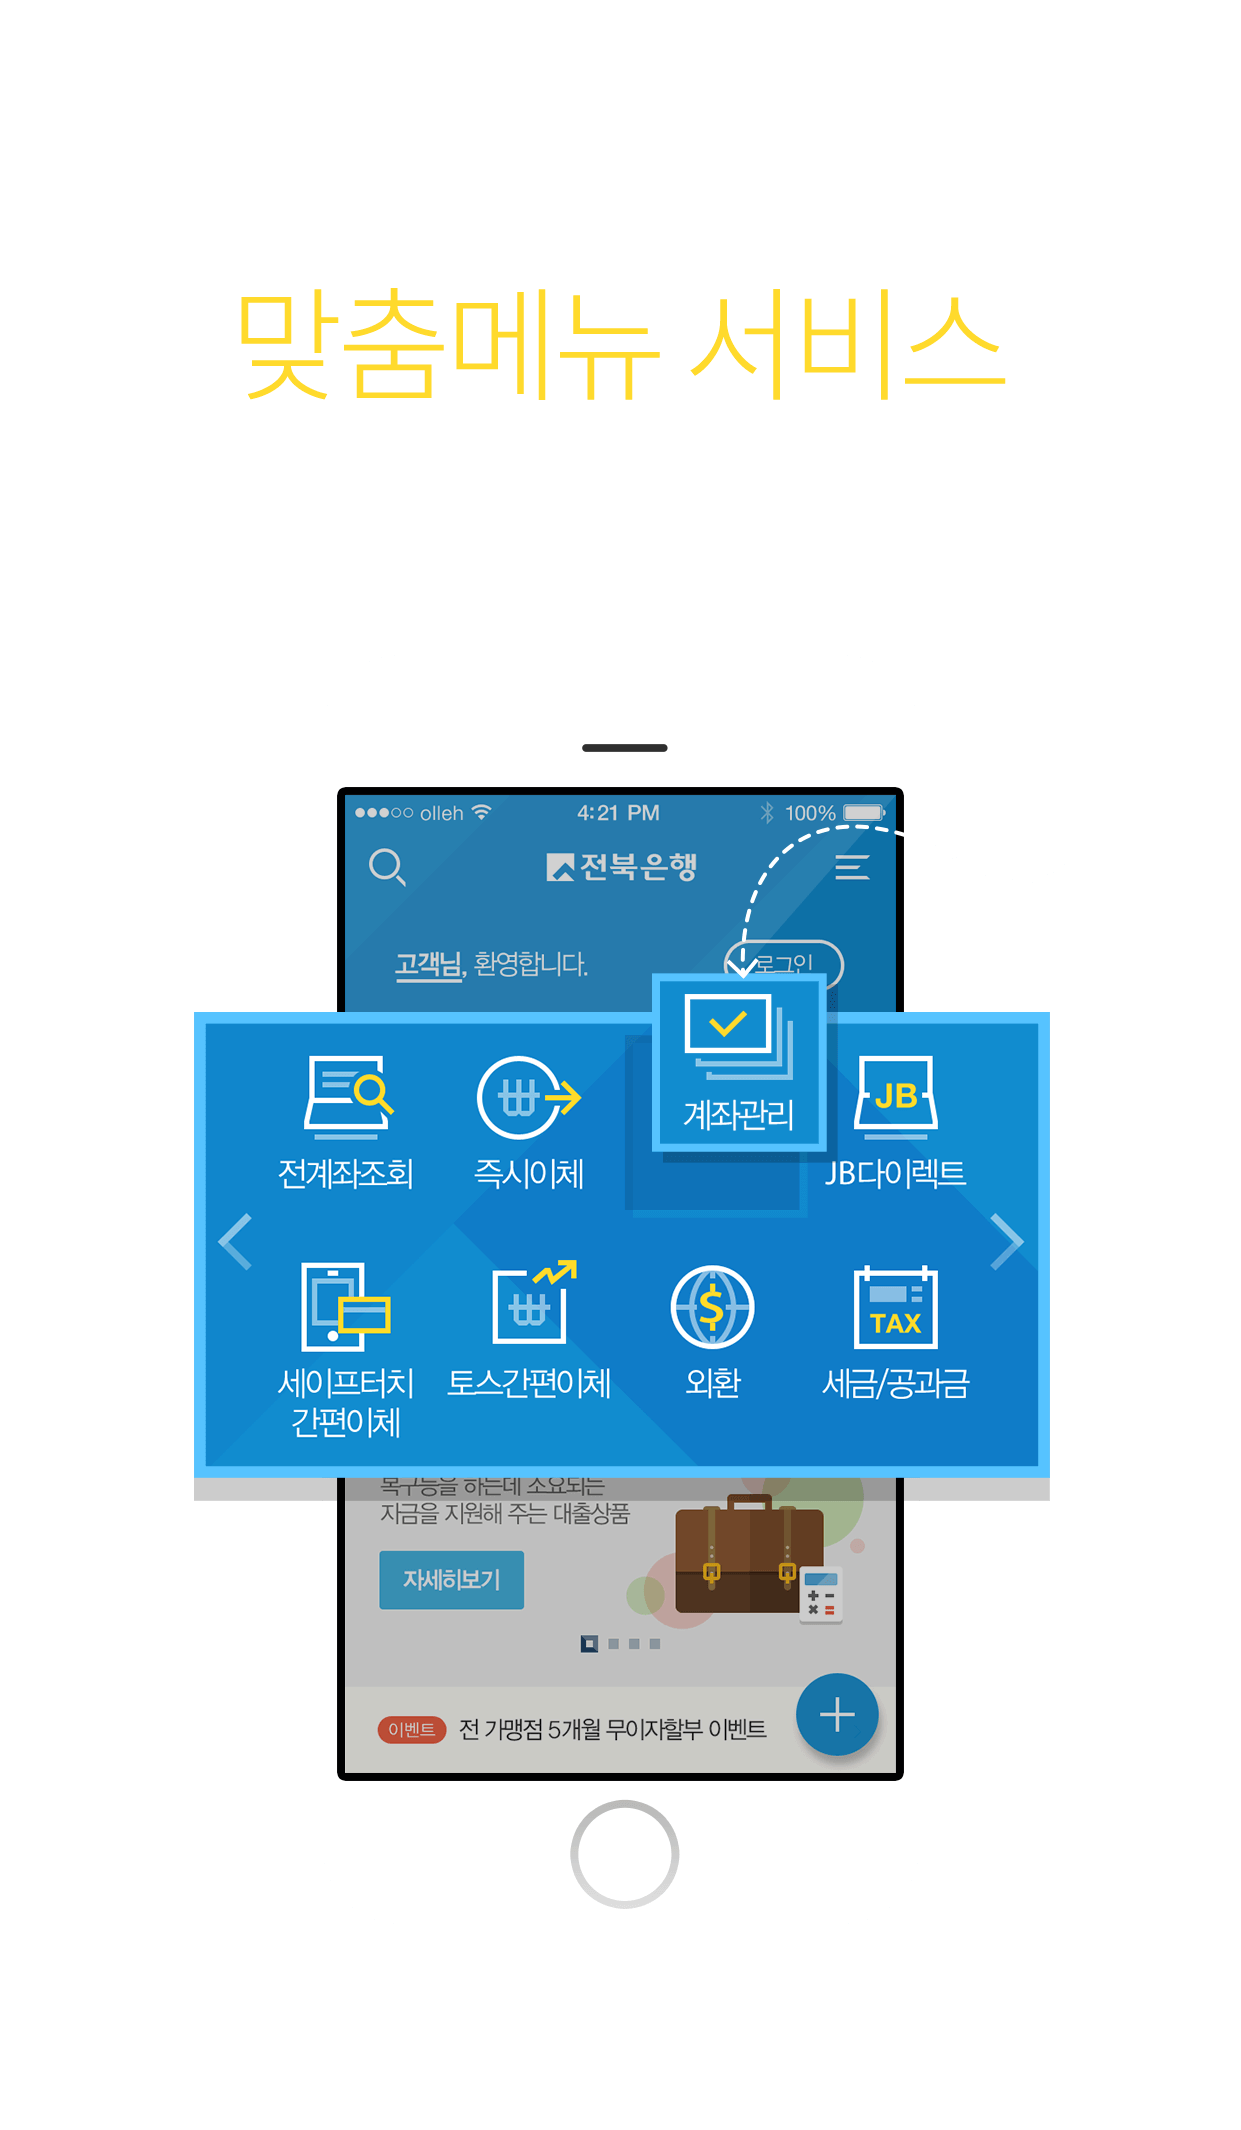 맞춤메뉴 서비스
olleh 4:21 PM 100%
전북은행
고객님, 환영합니다.
로그인
계좌관리
JB
전계좌조회 즉시이체 JB다이렉트
TAX
세이프터치 토스간편이체 외환 세금/공과금
간편이체
복구등을 하는데 소요되는
자금을 지원해 주는 대출상품
자세히보기
이벤트 전 가맹점 5개월 무이자할부 이벤트